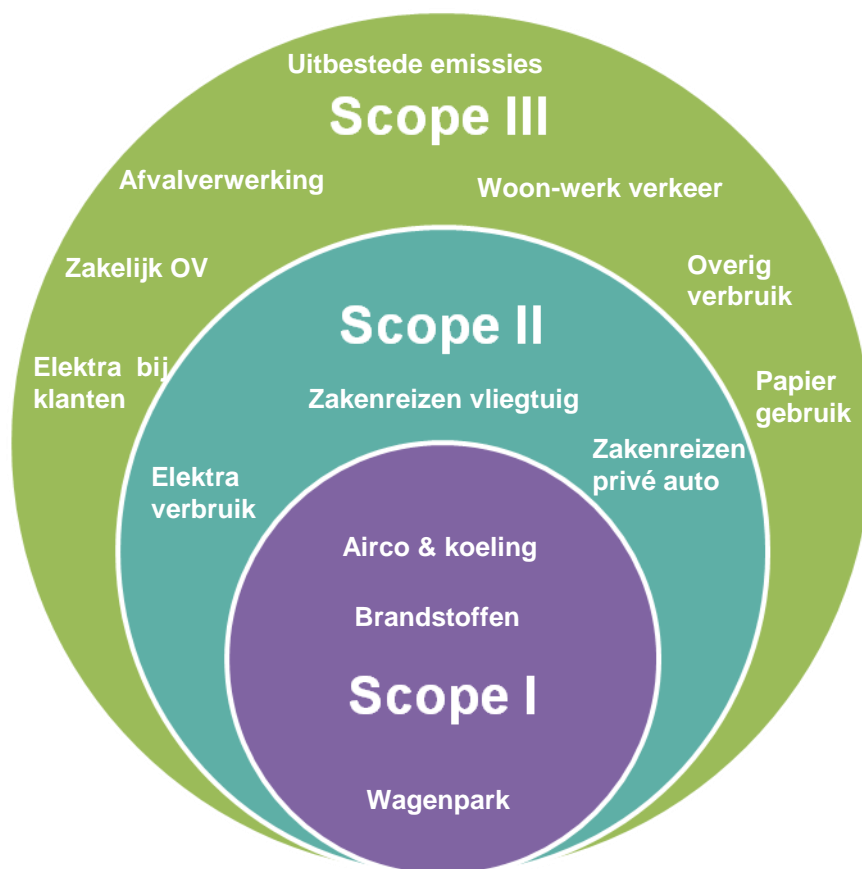 Uitbestede emissies
Scope III
Afvalverwerking
Woon-werk verkeer
Zakelijk OV
Overig
verbruik
Elektra bij
klanten
Papier
gebruik
Scope II
Zakenreizen vliegtuig
Elektra
verbruik
Zakenreizen
privé auto
Airco & koeling
Brandstoffen
Scope I
Wagenpark